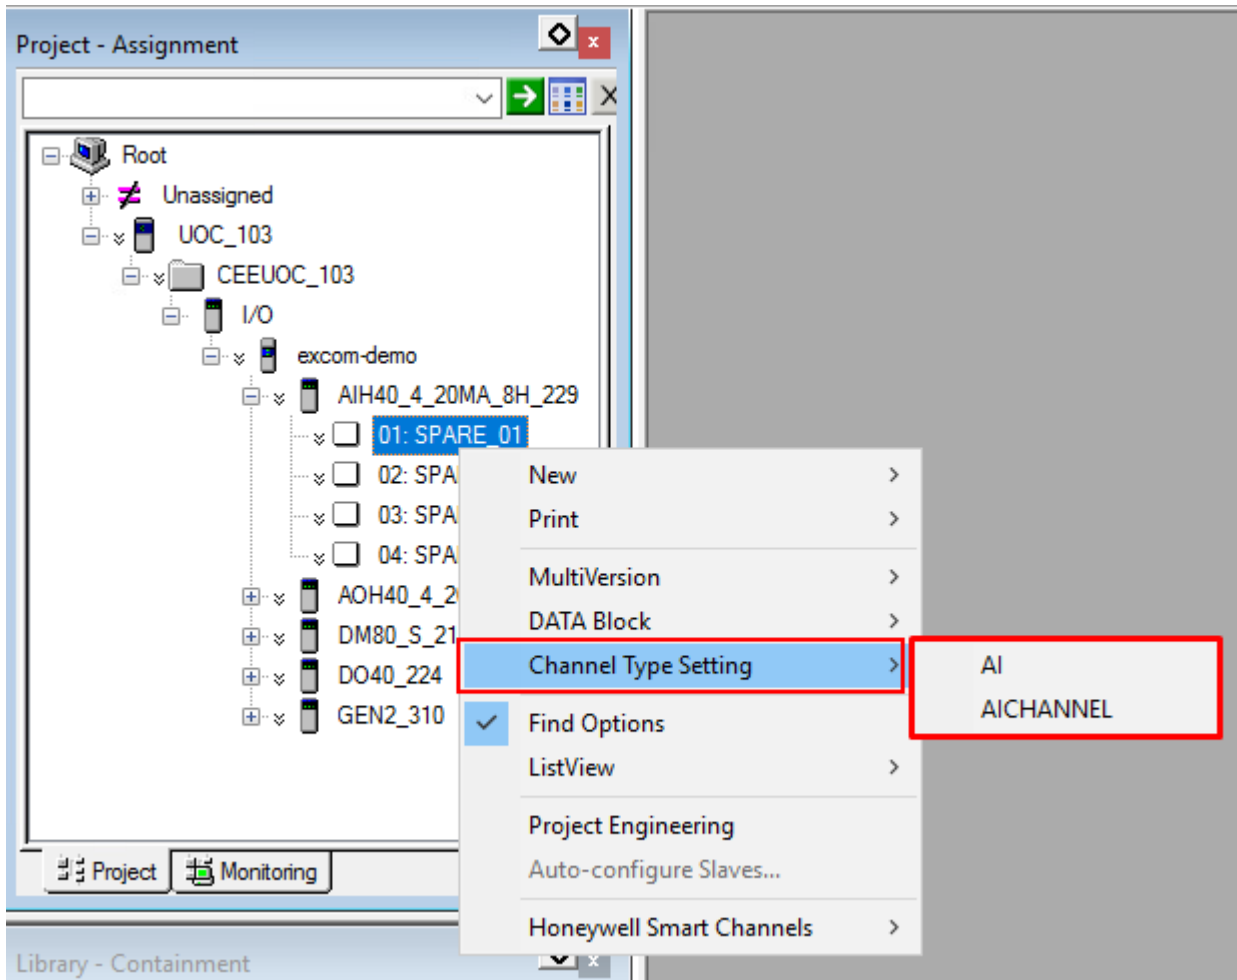 Project - Assignment
Root
Unassigned
UOC_103
CEEUOC_103
I/O
excom-demo
AIH40_4_20MA_8H_229
01: SPARE_01
02: SPA
03: SPA
04: SPA
AOH40_4_2
DM80_S_21
DO40_224
GEN2_310
New
Print
MultiVersion
DATA Block
Channel Type Setting
AI
AICHANNEL
Find Options
ListView
Project Engineering
Auto-configure Slaves...
Honeywell Smart Channels
Project Monitoring
Library - Containment